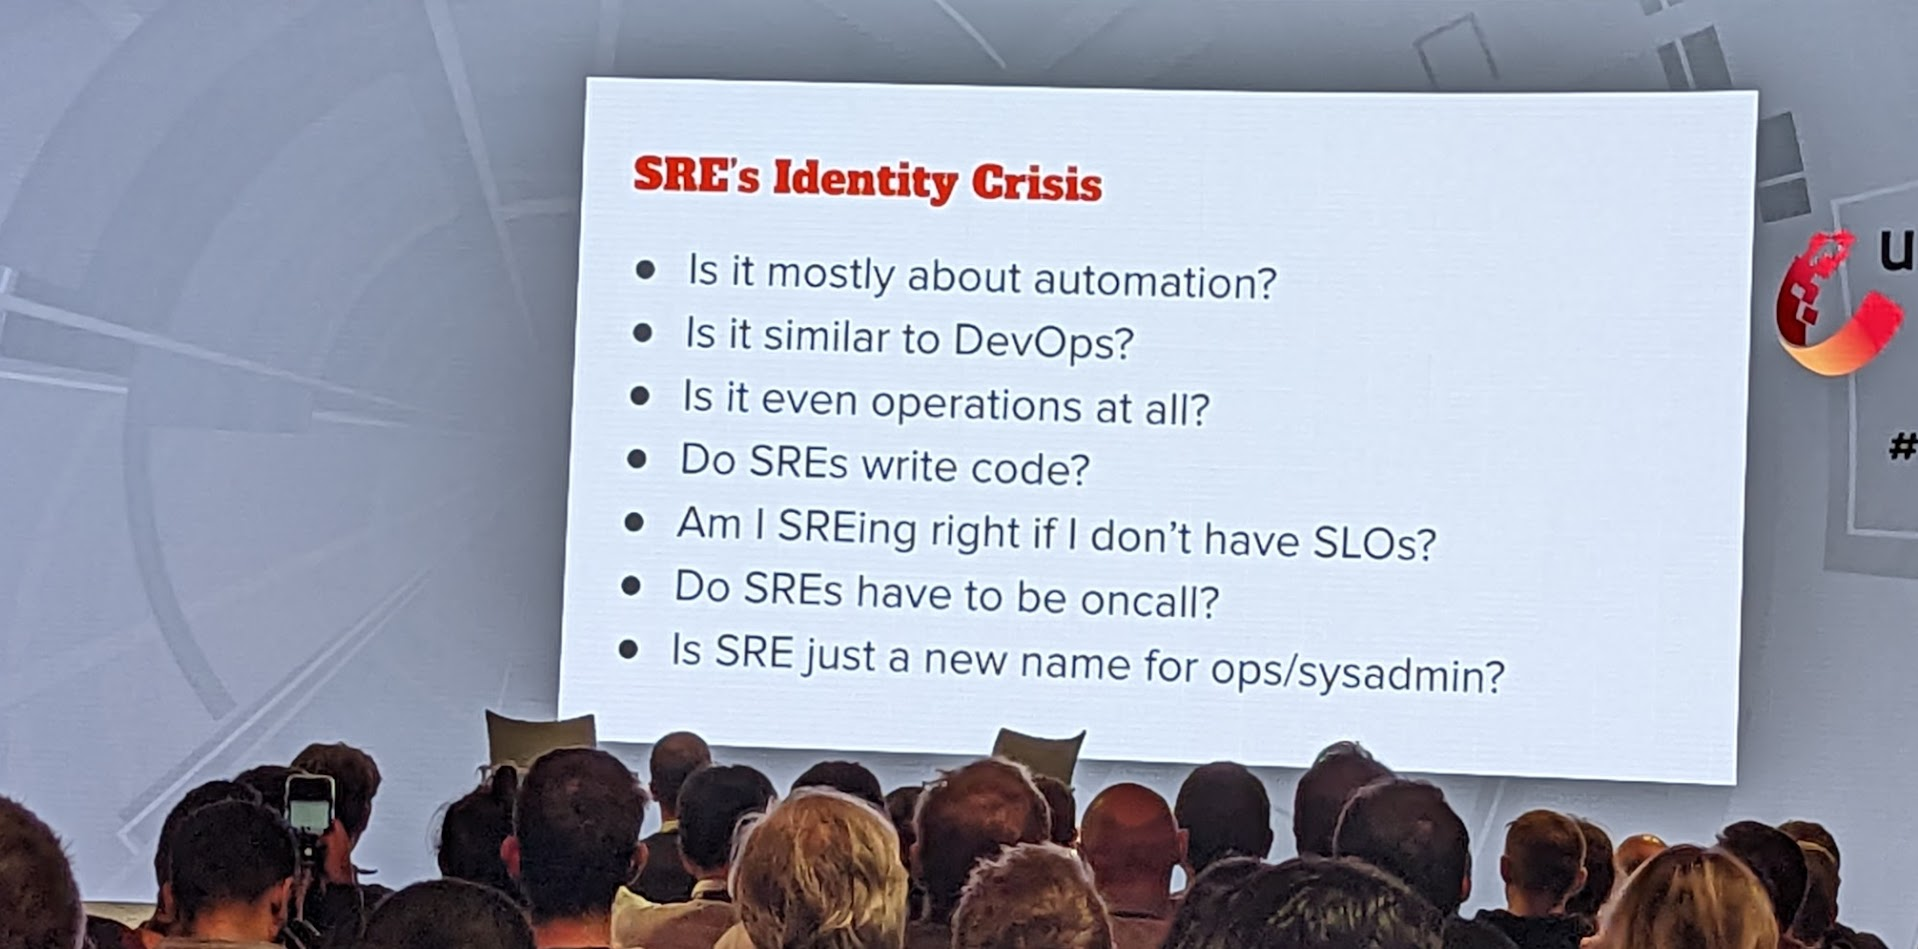 SRE's Identity Crisis
● Is it mostly about automation?
● Is it similar to DevOps?
● Is it even operations at all?
● Do SREs write code?
● Am I SREing right if I don't have SLOs?
● Do SREs have to be oncall?
● Is SRE just a new name for ops/sysadmin?
u
#